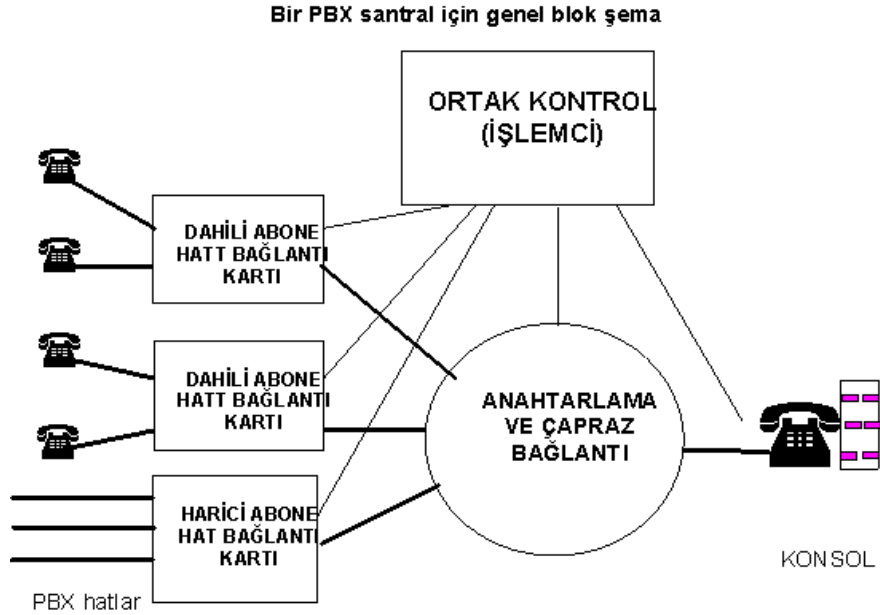 Bir PBX santral için genel blok şema
ORTAK KONTROL
(İŞLEMCİ)
DAHİLİ ABONE
HATT BAĞLANTI
KARTI
DAHİLİ ABONE
HATT BAĞLANTI
KARTI
ANAHTARLAMA
VE ÇAPRAZ
BAĞLANTI
HARİCİ ABONE
HAT BAĞLANTI
KARTI
KONSOL
PBX hatlar